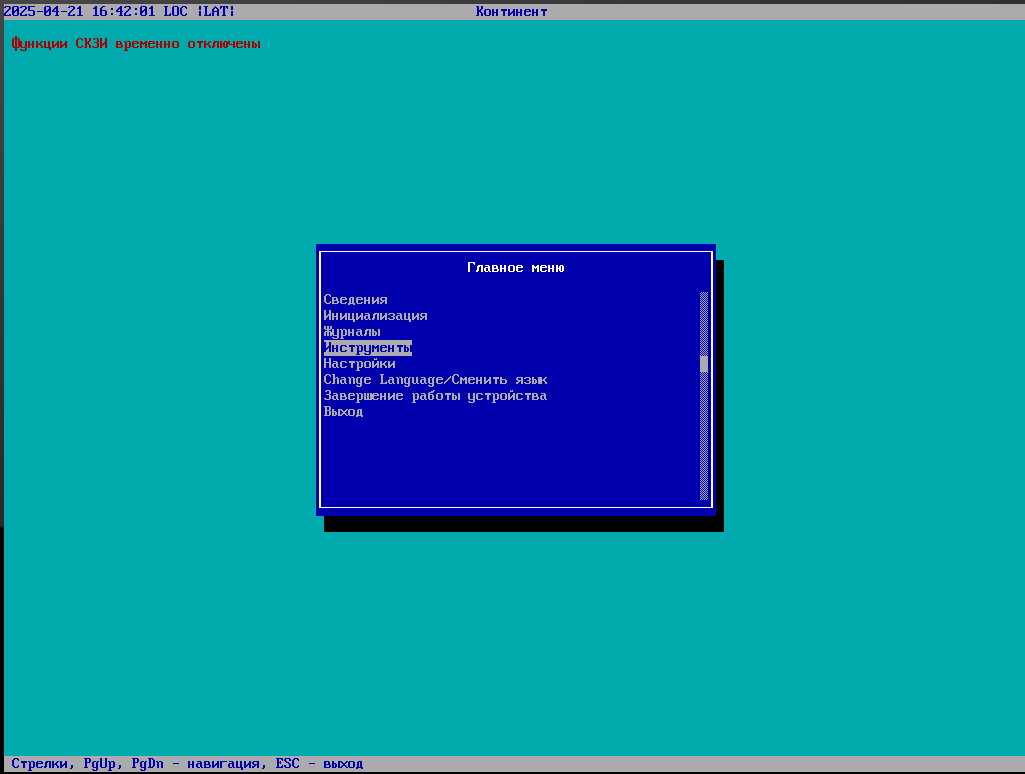 2025-04-21 16:42:01 LOC ¦LAT¦ Континент
Функции СКЗИ временно отключены
Главное меню
Сведения
Инициализация
Журналы
Инструменты
Настройки
Change Language/Сменить язык
Завершение работы устройства
Выход
Стрелки, PgUp, PgDn - навигация, ESC - выход